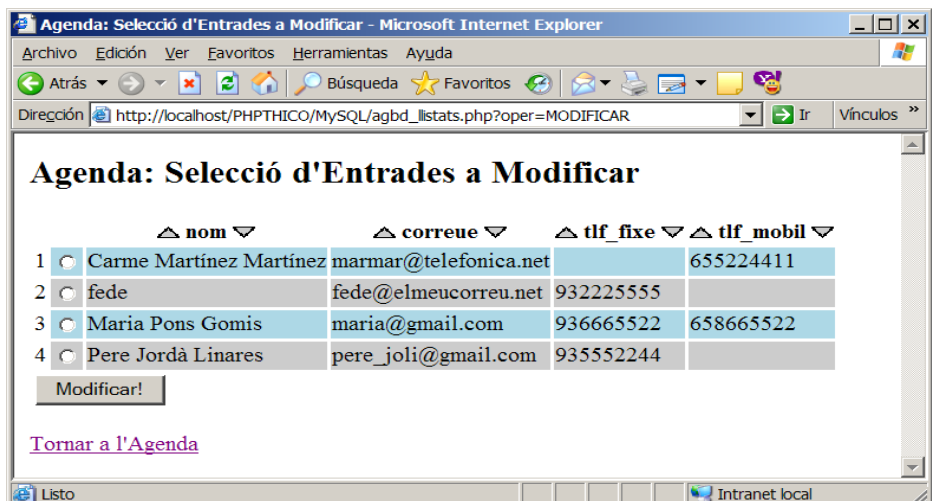 Agenda: Selecció d'Entrades a Modificar - Microsoft Internet Explorer
Archivo Edición Ver Favoritos Herramientas Ayuda
Atrás Búsqueda Favoritos
Dirección http://localhost/PHPTHICO/MySQL/agbd_llistats.php?oper=MODIFICAR Ir Vínculos »
Agenda: Selecció d'Entrades a Modificar
nom correue tlf_fixe tlf_mobil
1 Carme Martínez Martínez marmar@telefonica.net 655224411
2 fede fede@elmeucorreu.net 932225555
3 Maria Pons Gomis maria@gmail.com 936665522 658665522
4 Pere Jordà Linares pere_joli@gmail.com 935552244
Modificar!
Tornar a l'Agenda
Listo Intranet local